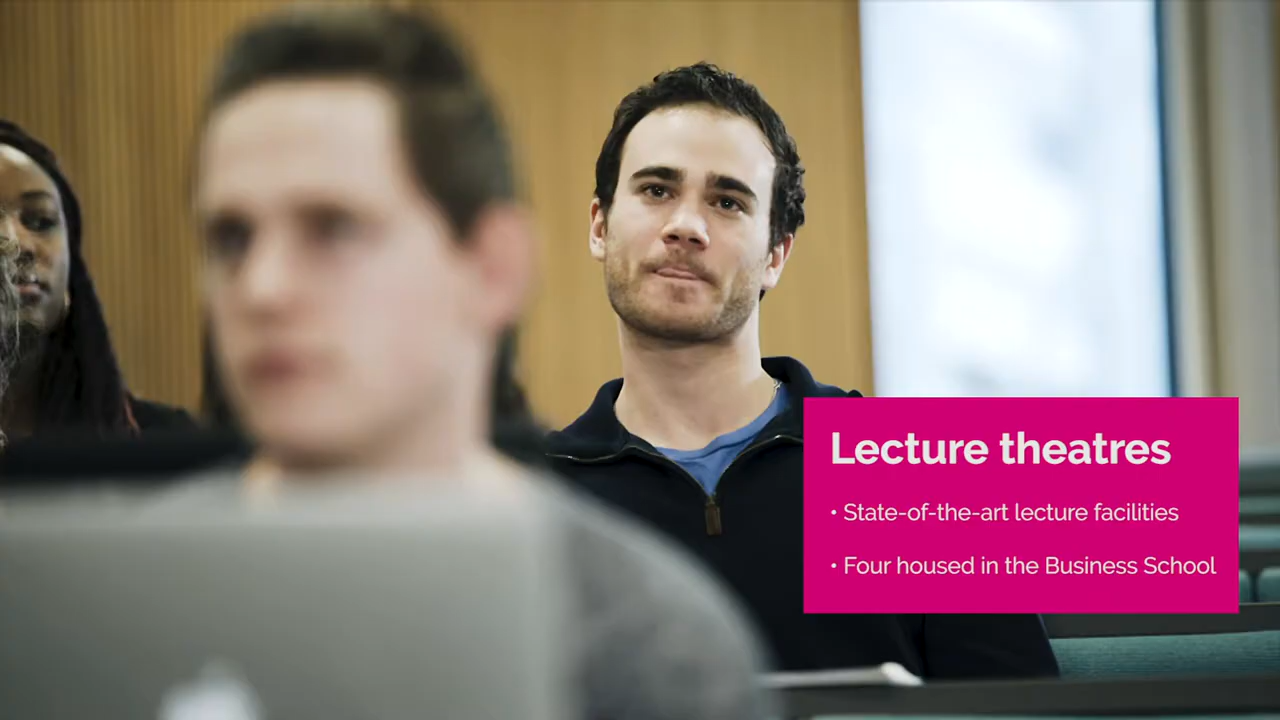 Lecture theatres
• State-of-the-art lecture facilities
• Four housed in the Business School